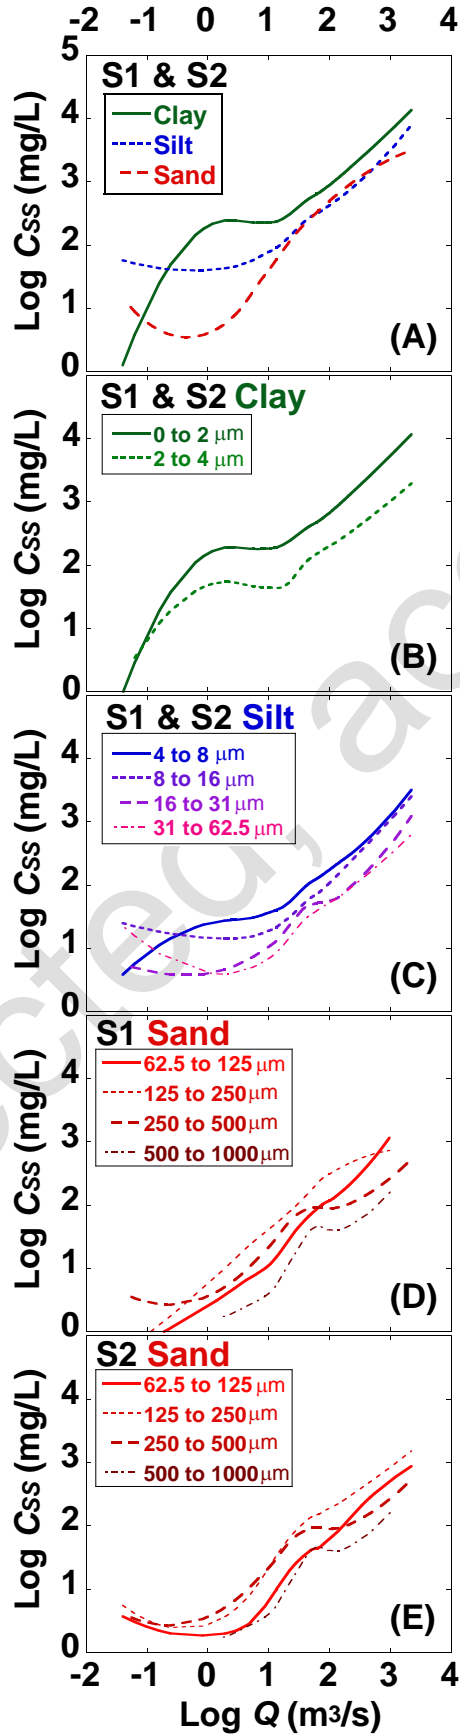 -2 -1 0 1 2 3 4
5
4
3
2
1
0
Log Css (mg/L)
S1 & S2
Clay
Silt
Sand
(A)
4
3
2
1
0
Log Css (mg/L)
S1 & S2 Clay
0 to 2 μm
2 to 4 μm
(B)
4
3
2
1
0
Log Css (mg/L)
S1 & S2 Silt
4 to 8 μm
8 to 16 μm
16 to 31 μm
31 to 62.5 μm
(C)
4
3
2
1
0
Log Css (mg/L)
S1 Sand
62.5 to 125 μm
125 to 250 μm
250 to 500 μm
500 to 1000 μm
(D)
4
3
2
1
0
Log Css (mg/L)
S2 Sand
62.5 to 125 μm
125 to 250 μm
250 to 500 μm
500 to 1000 μm
(E)
-2 -1 0 1 2 3 4
Log Q (m3/s)
cted, acc